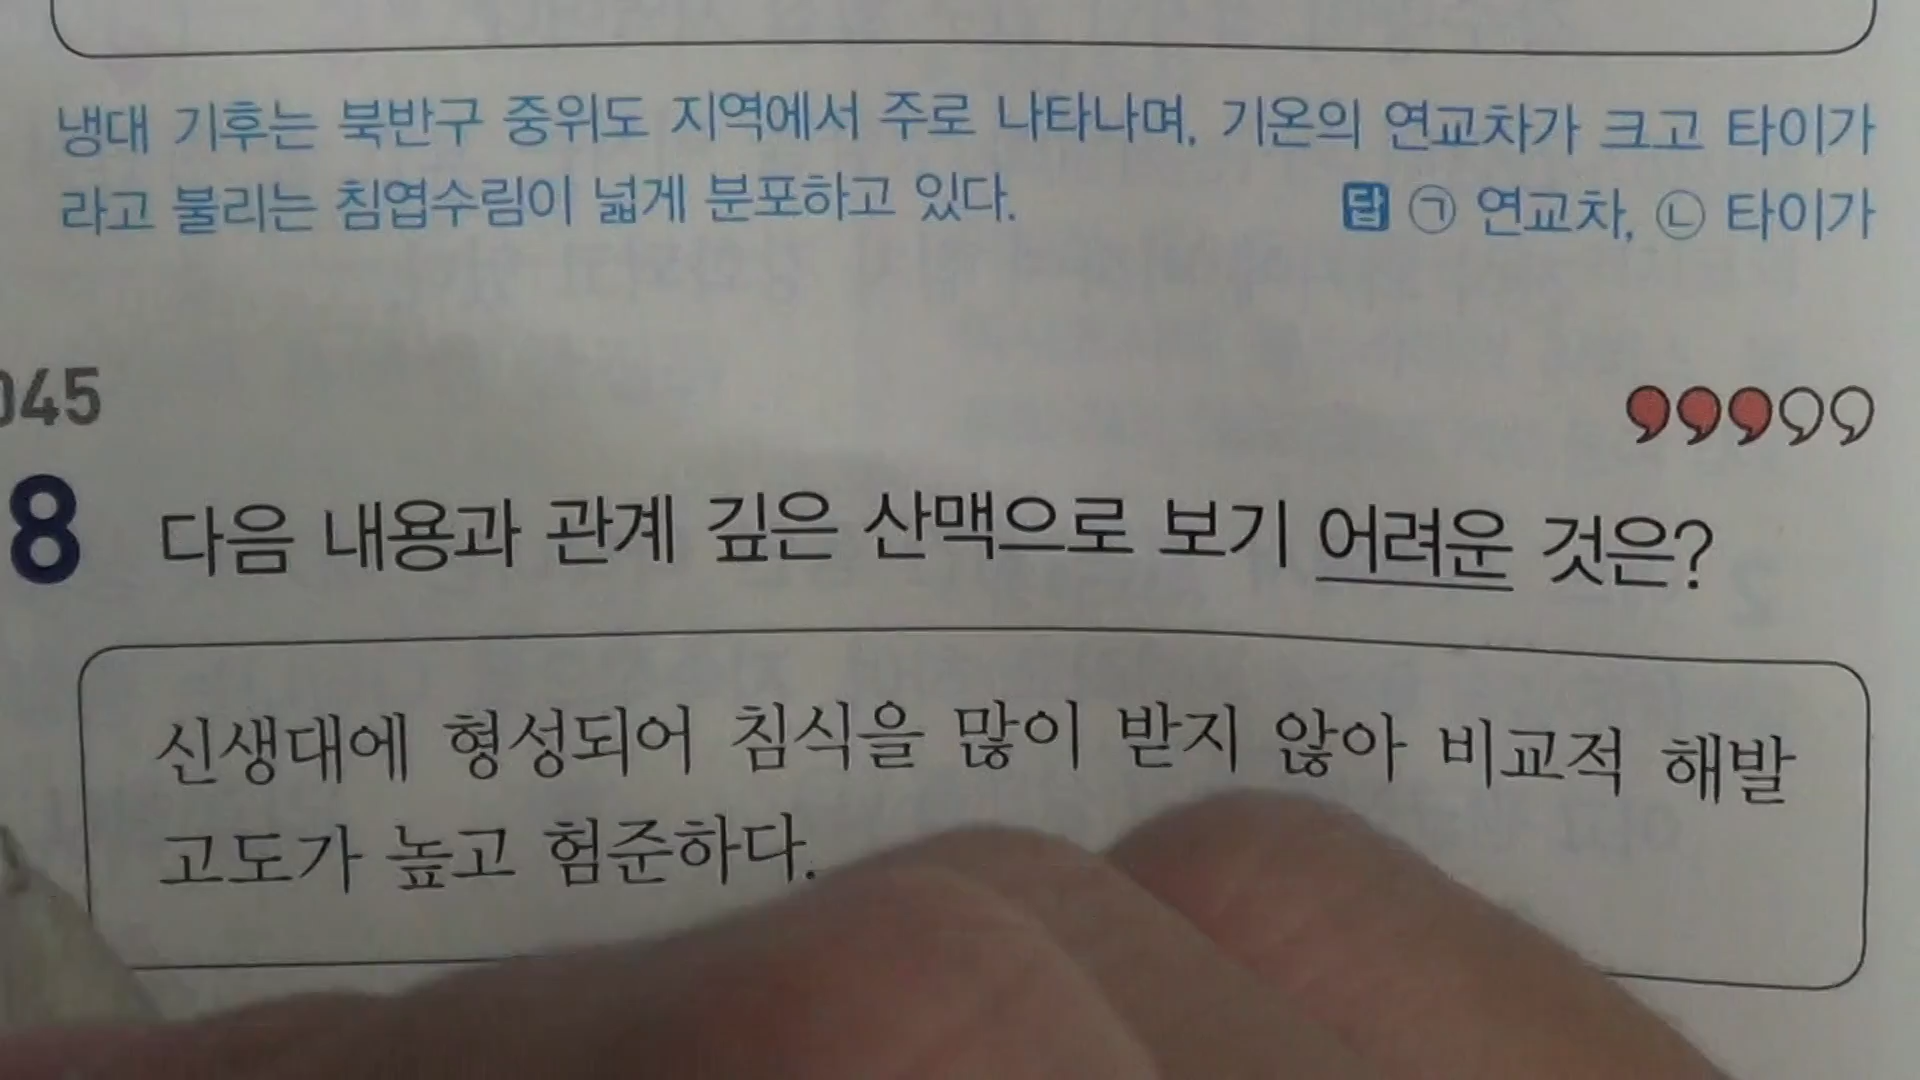 냉대 기후는 북반구 중위도 지역에서 주로 나타나며, 기온의 연교차가 크고 타이가
라고 불리는 침엽수림이 넓게 분포하고 있다. 답 ㉠ 연교차, ㉡ 타이가
045
8 다음 내용과 관계 깊은 산맥으로 보기 어려운 것은?
신생대에 형성되어 침식을 많이 받지 않아 비교적 해발
고도가 높고 험준하다.